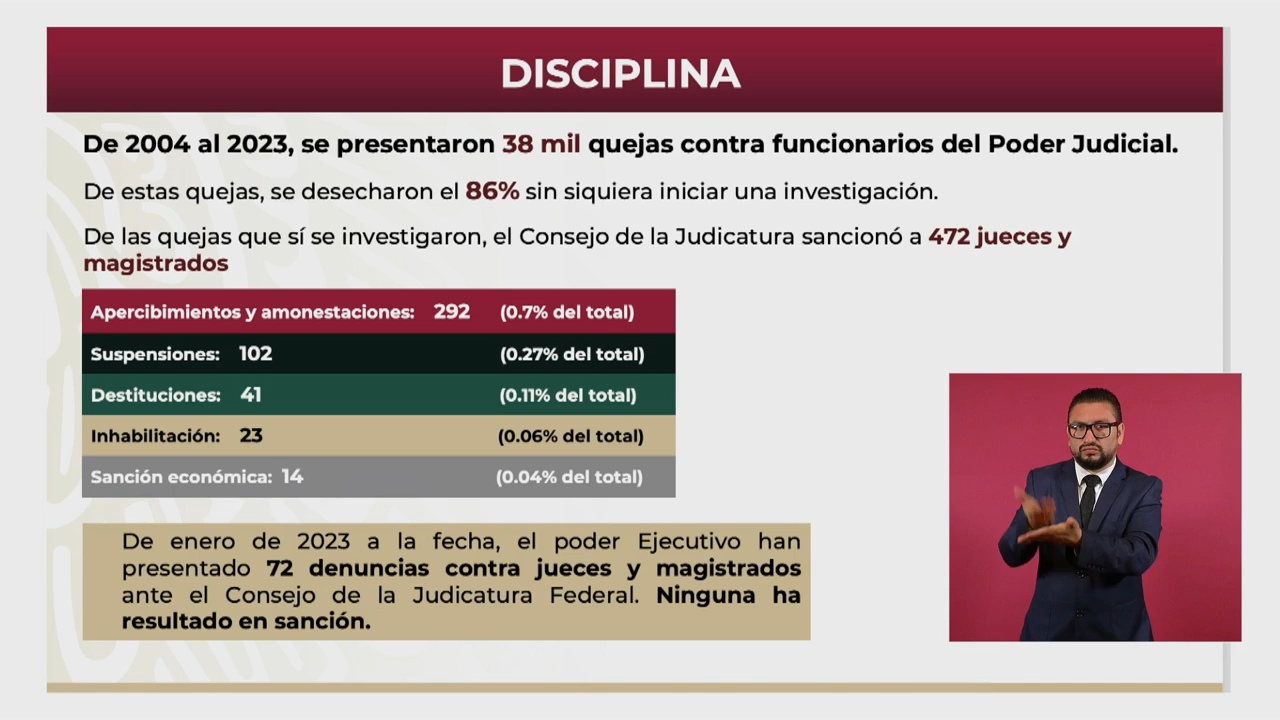 DISCIPLINA
De 2004 al 2023, se presentaron 38 mil quejas contra funcionarios del Poder Judicial.
De estas quejas, se desecharon el 86% sin siquiera iniciar una investigación.
De las quejas que sí se investigaron, el Consejo de la Judicatura sancionó a 472 jueces y
magistrados
Apercibimientos y amonestaciones: 292 (0.7% del total)
Suspensiones: 102 (0.27% del total)
Destituciones: 41 (0.11% del total)
Inhabilitación: 23 (0.06% del total)
Sanción económica: 14 (0.04% del total)
De enero de 2023 a la fecha, el poder Ejecutivo han
presentado 72 denuncias contra jueces y magistrados
ante el Consejo de la Judicatura Federal. Ninguna ha
resultado en sanción.